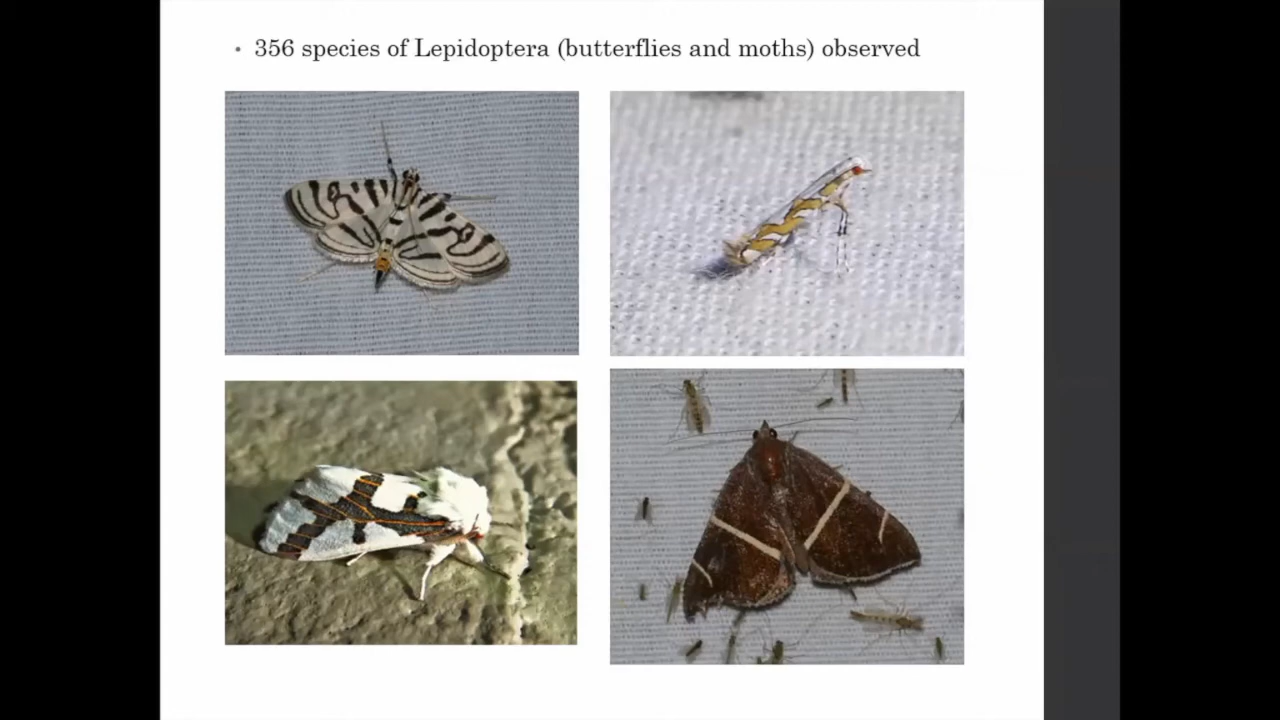 • 356 species of Lepidoptera (butterflies and moths) observed